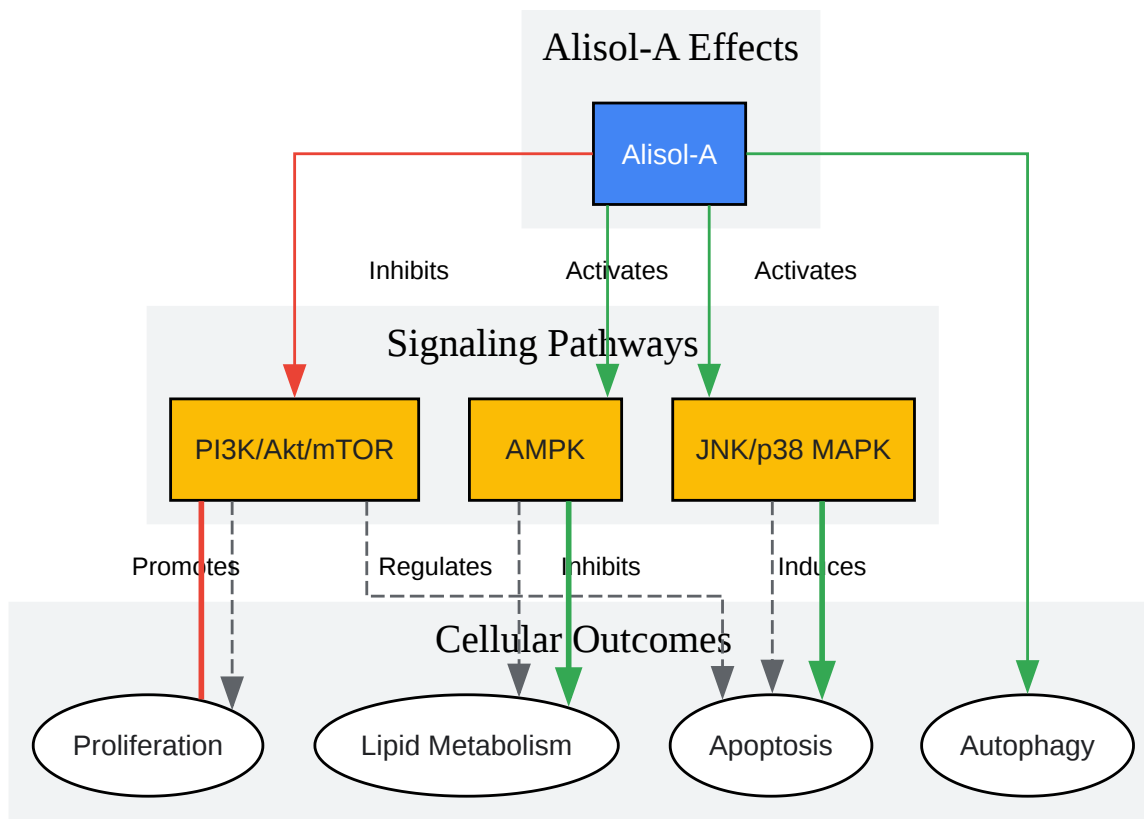 Alisol-A Effects
Alisol-A
Inhibits
Activates
Activates
Signaling Pathways
PI3K/Akt/mTOR
AMPK
JNK/p38 MAPK
Promotes
Regulates
Inhibits
Induces
Cellular Outcomes
Proliferation
Lipid Metabolism
Apoptosis
Autophagy